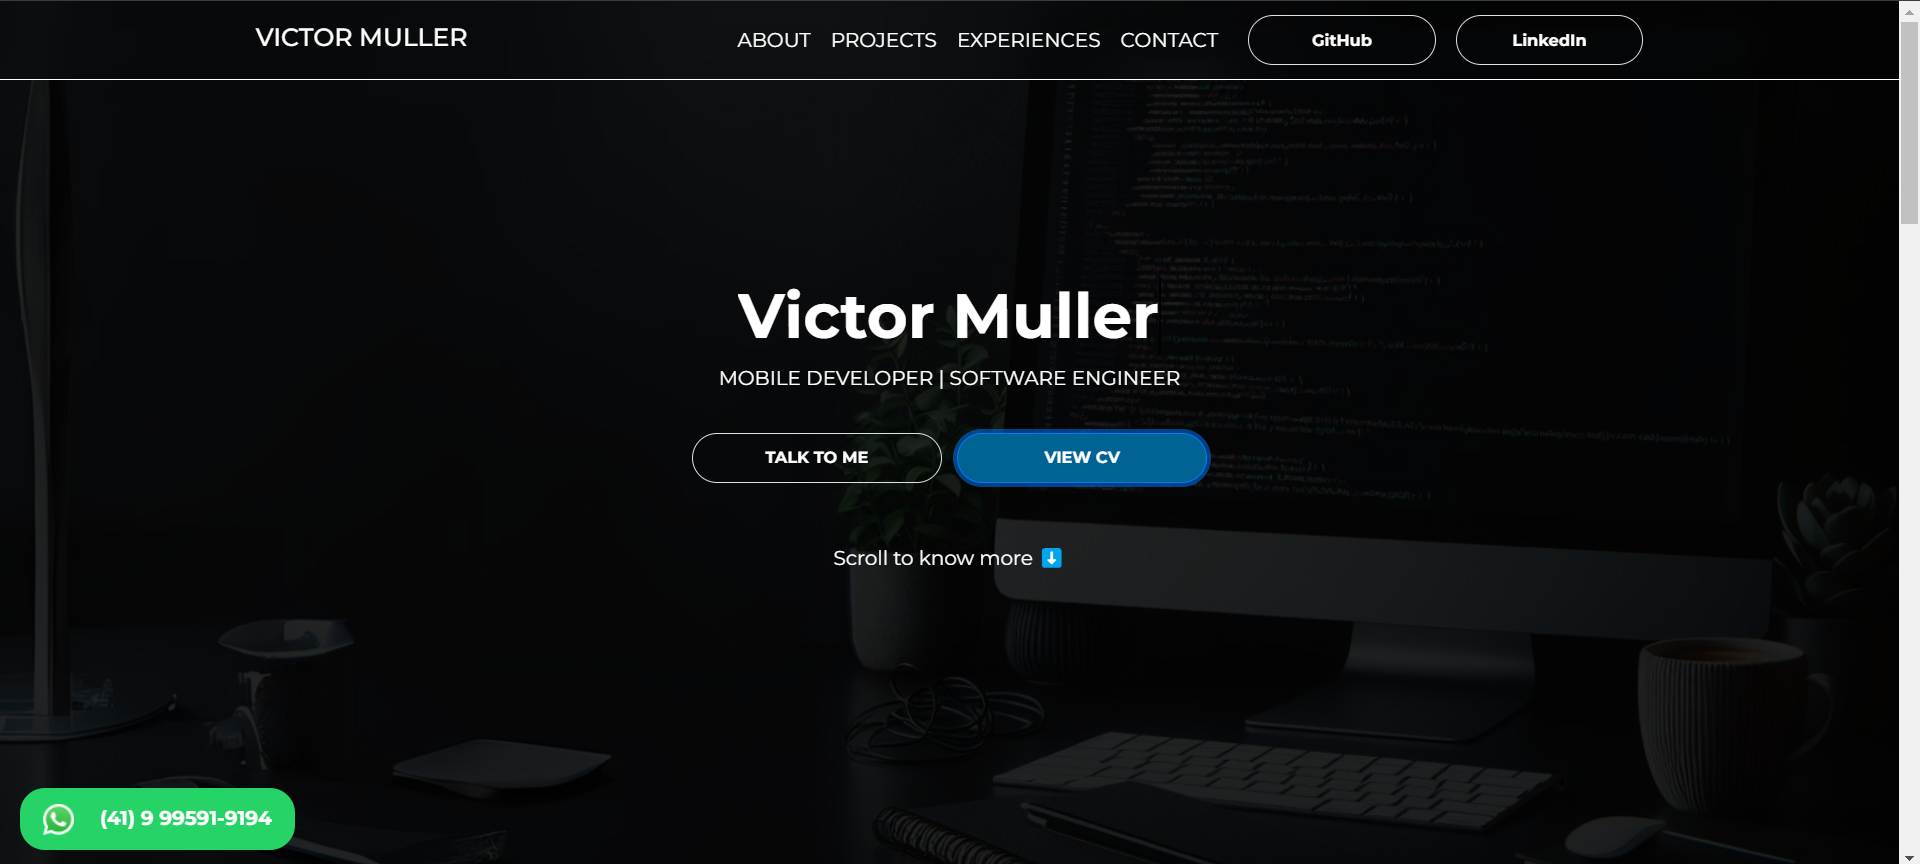 VICTOR MULLER
ABOUT PROJECTS EXPERIENCES CONTACT GitHub LinkedIn
Victor Muller
MOBILE DEVELOPER | SOFTWARE ENGINEER
TALK TO ME VIEW CV
Scroll to know more ⬇
(41) 9 99591-9194